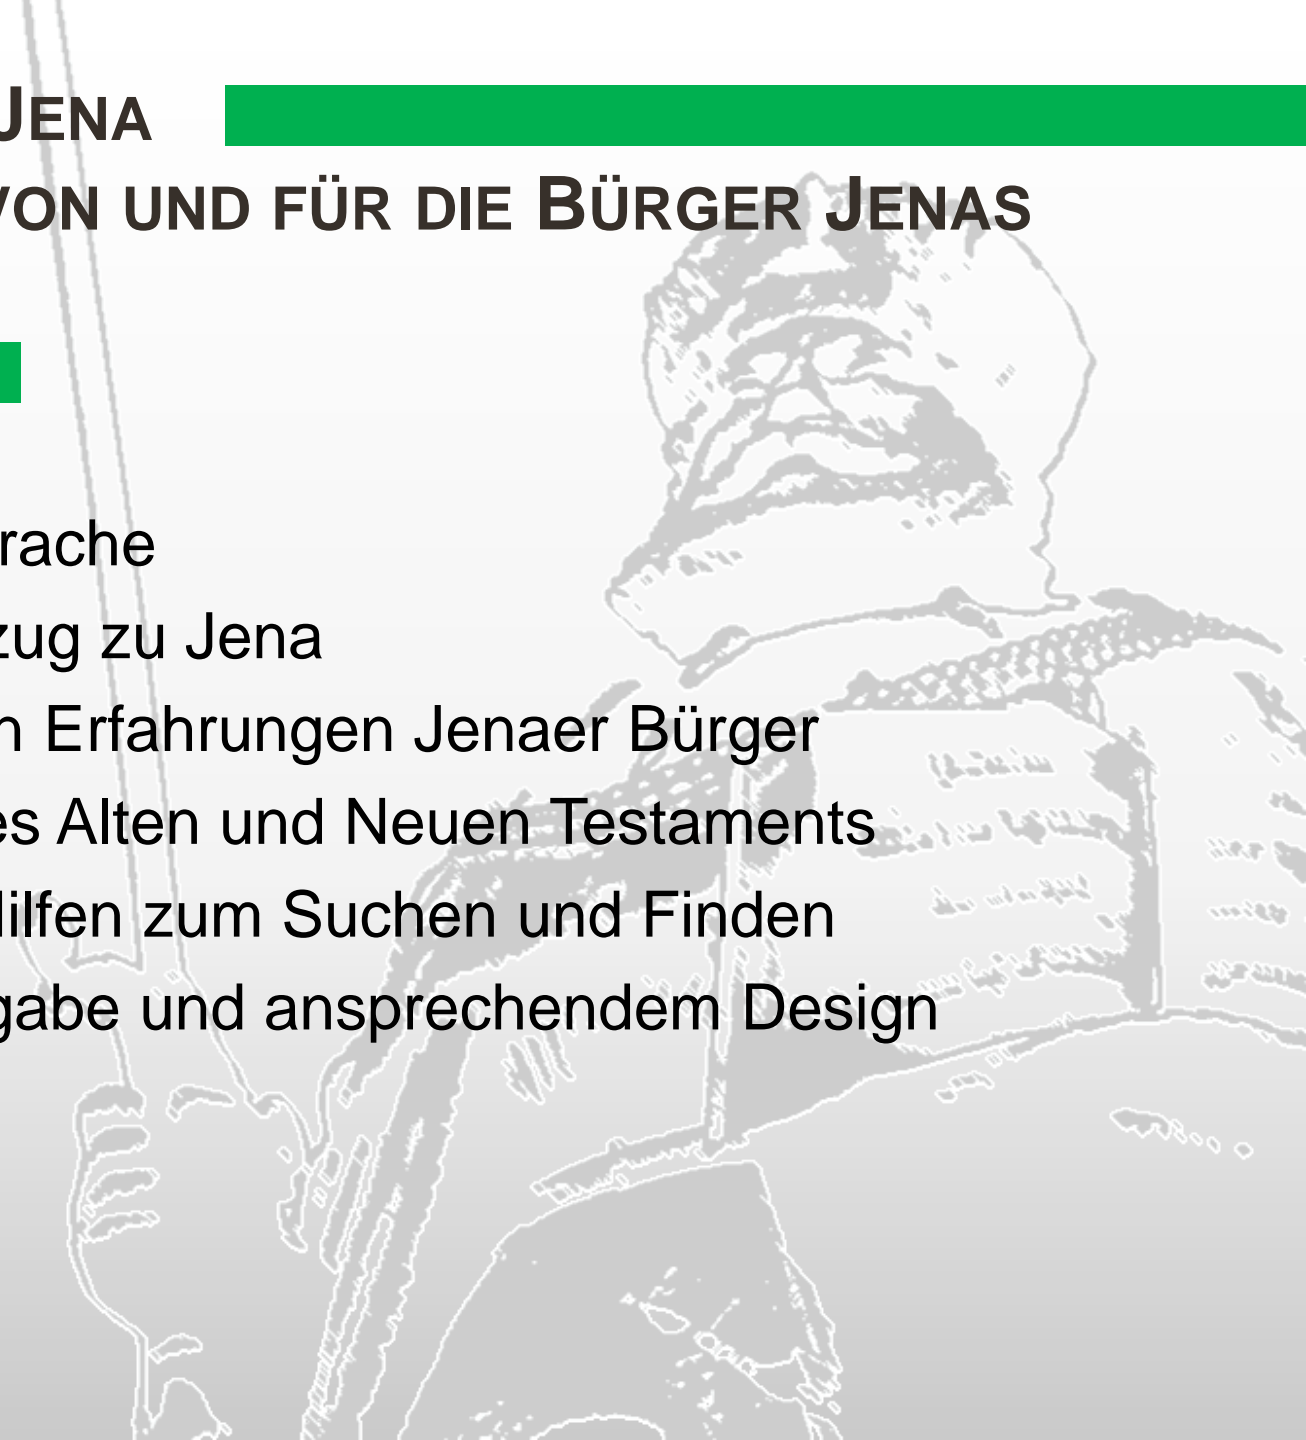 JENA
VON UND FÜR DIE BÜRGER JENAS
rache
zug zu Jena
n Erfahrungen Jenaer Bürger
es Alten und Neuen Testaments
ilfen zum Suchen und Finden
gabe und ansprechendem Design